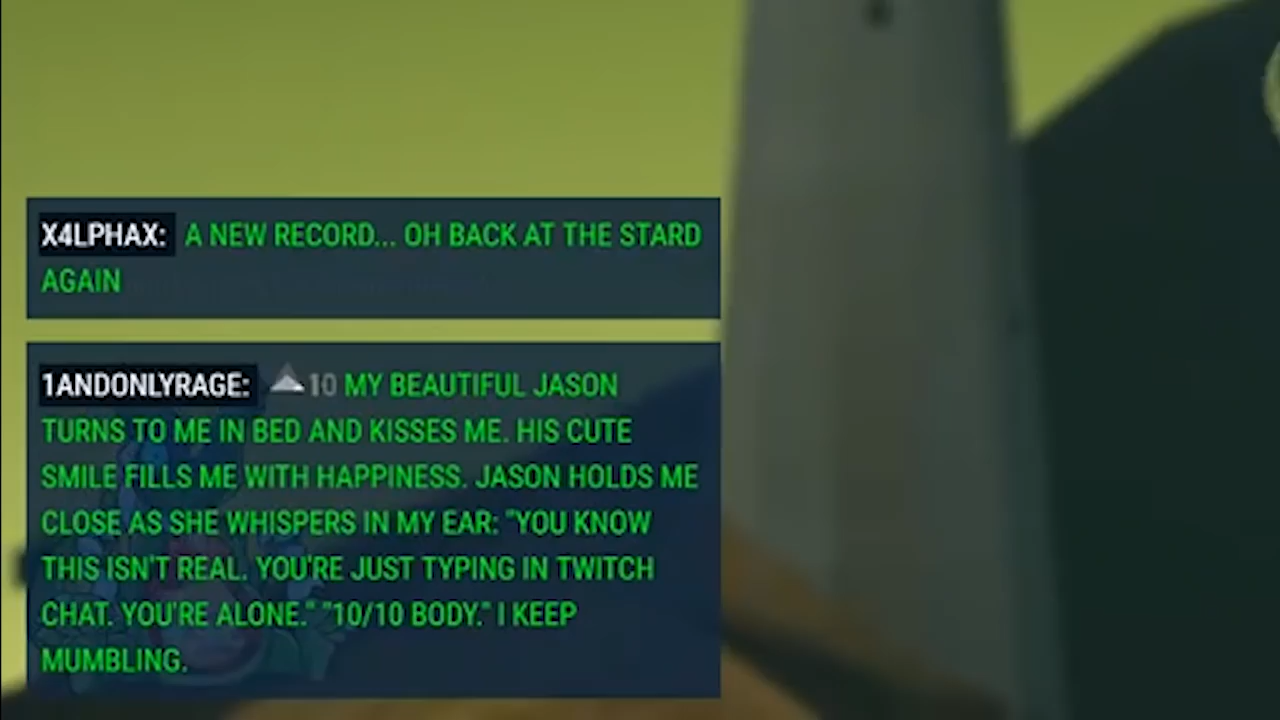 X4LPHAX: A NEW RECORD... OH BACK AT THE STARD
AGAIN
1ANDONLYRAGE: 10 MY BEAUTIFUL JASON
TURNS TO ME IN BED AND KISSES ME. HIS CUTE
SMILE FILLS ME WITH HAPPINESS. JASON HOLDS ME
CLOSE AS SHE WHISPERS IN MY EAR: "YOU KNOW
THIS ISN'T REAL. YOU'RE JUST TYPING IN TWITCH
CHAT. YOU'RE ALONE." "10/10 BODY." I KEEP
MUMBLING.